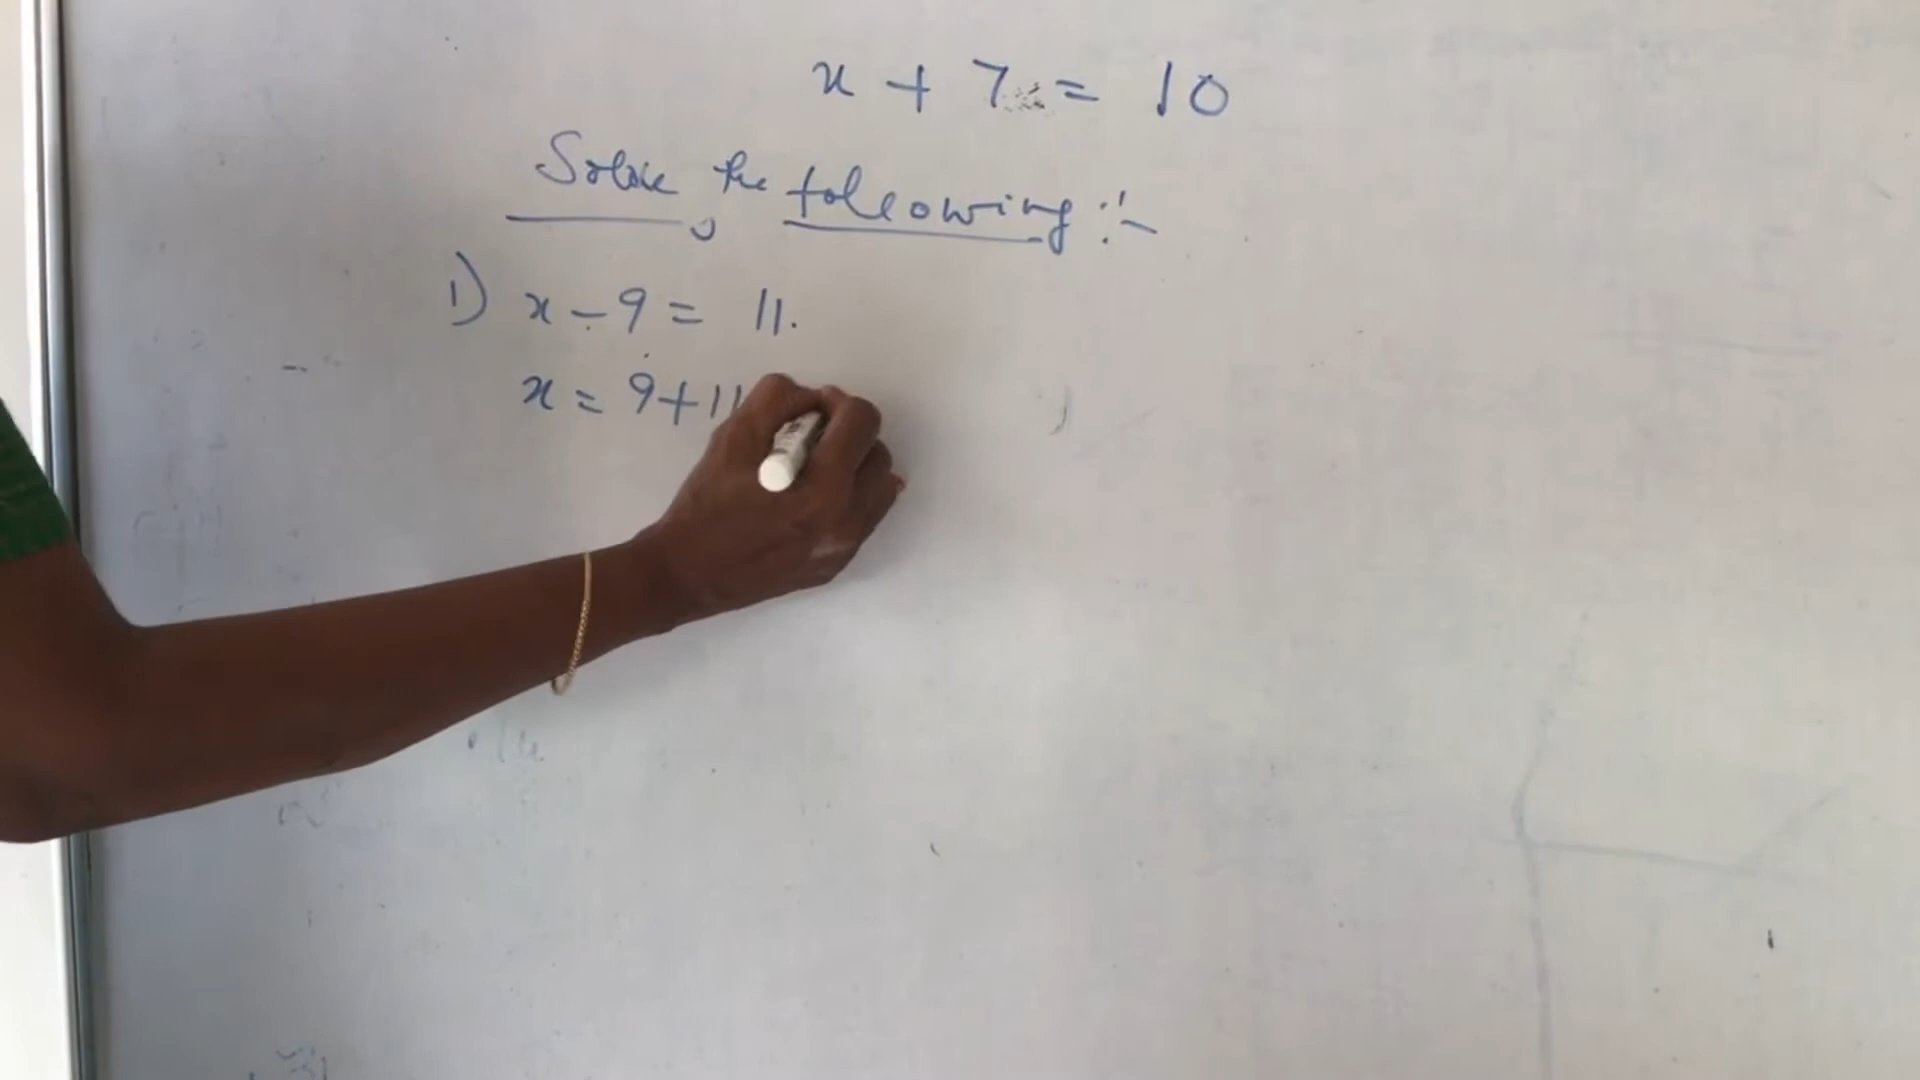 x + 7 = 10
Solve the following :-
1) x - 9 = 11.
x = 9 + 11